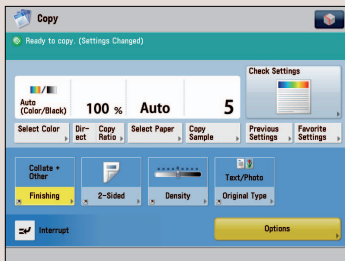 Copy
Ready to copy. (Settings Changed)
Check Settings
Auto
(Color/Black)
100 %
Auto
5
Select Color
Dir-
ect
Copy
Ratio
Select Paper
Copy
Sample
Previous
Settings
Favorite
Settings
Collate +
Other
Text/Photo
Finishing
2-Sided
Density
Original Type
Interrupt
Options